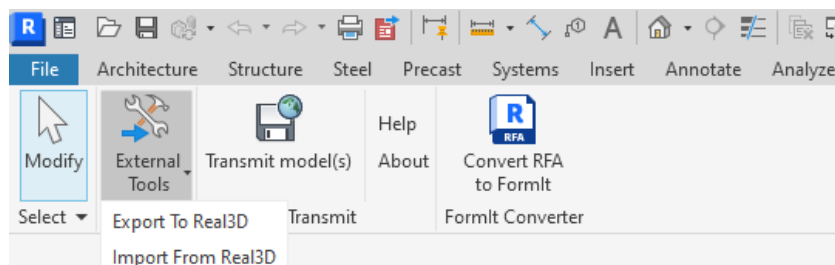 R
File Architecture Structure Steel Precast Systems Insert Annotate Analyze
Modify
External Tools
Transmit model(s)
Help
About
R
RFA
Convert RFA
to FormIt
Select
Transmit
FormIt Converter
Export To Real3D
Import From Real3D